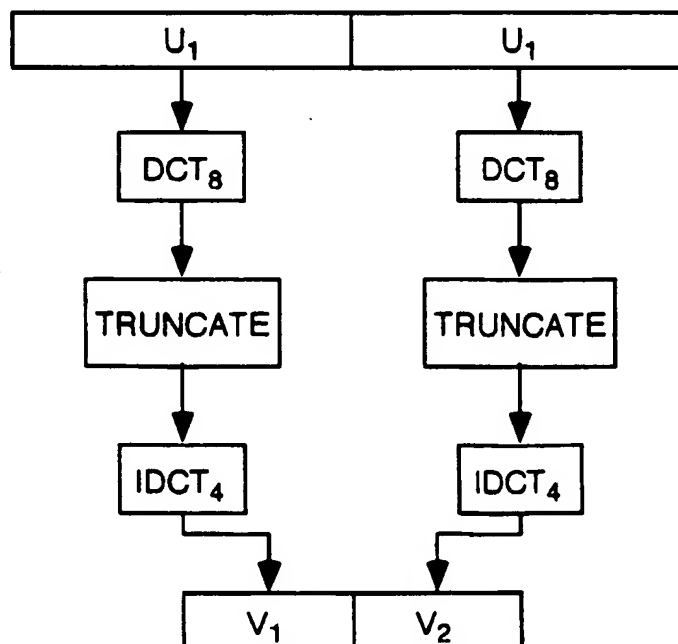 U₁ U₁
DCT₈ DCT₈
TRUNCATE TRUNCATE
IDCT₄ IDCT₄
V₁ V₂